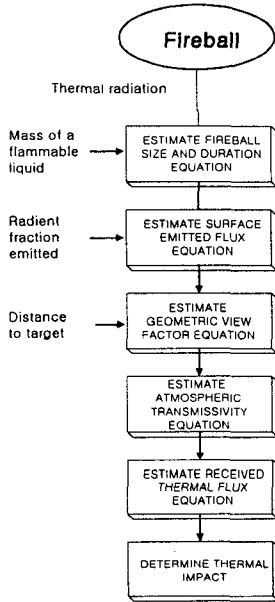 Fireball
Thermal radiation
Mass of a
flammable
liquid
ESTIMATE FIREBALL
SIZE AND DURATION
EQUATION
Radient
fraction
emitted
ESTIMATE SURFACE
EMITTED FLUX
EQUATION
Distance
to target
ESTIMATE
GEOMETRIC VIEW
FACTOR EQUATION
ESTIMATE
ATMOSPHERIC
TRANSMISSIVITY
EQUATION
ESTIMATE RECEIVED
THERMAL FLUX
EQUATION
DETERMINE THERMAL
IMPACT